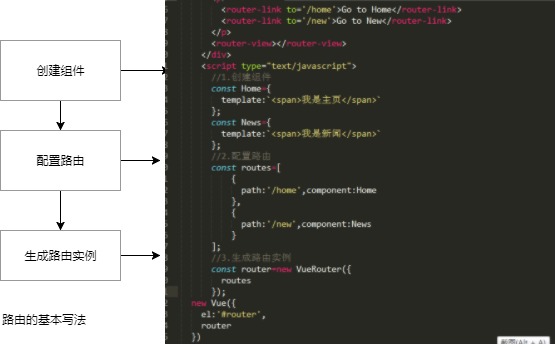 创建组件
配置路由
生成路由实例
路由的基本写法
<router-link to='/home'>Go to Home</router-link>
<router-link to='/new'>Go to New</router-link>
</p>
<router-view></router-view>
</div>
<script type="text/javascript">
//1.创建组件
const Home={
template:`<span>我是主页</span>`
};
const News={
template:`<span>我是新闻</span>`
};
//2.配置路由
const routes=[
{
path:'/home',component:Home
},
{
path:'/new',component:News
}
];
//3.生成路由实例
const router=new VueRouter({
routes
});
new Vue({
el:'#router',
router
})